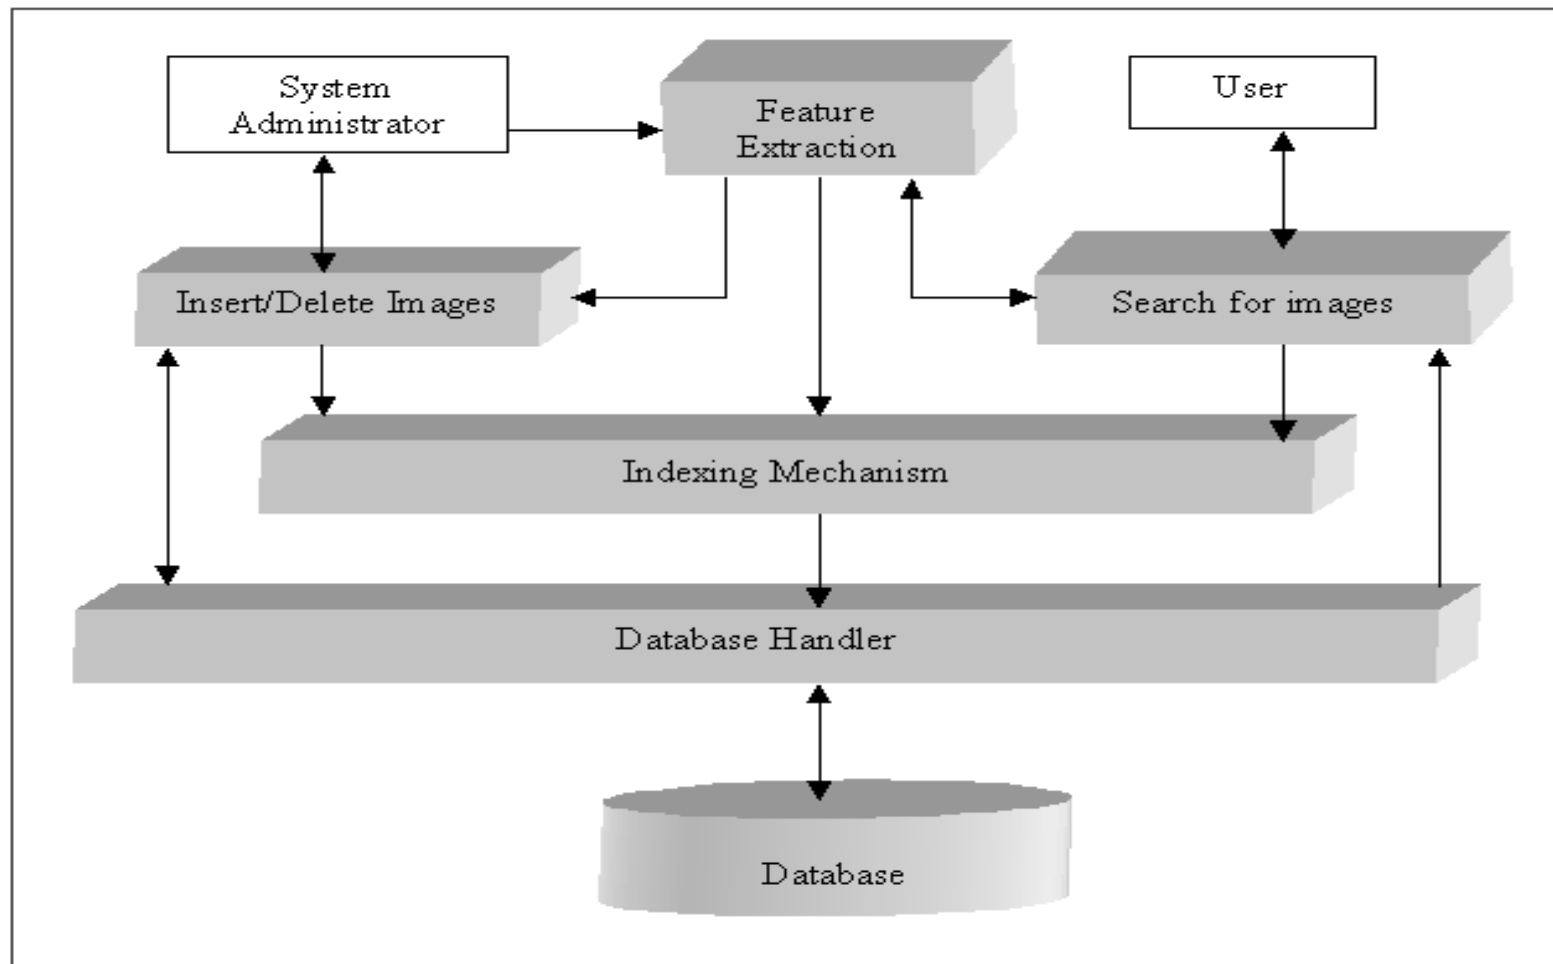 System
Administrator
Feature
Extraction
User
Insert/Delete Images
Search for images
Indexing Mechanism
Database Handler
Database